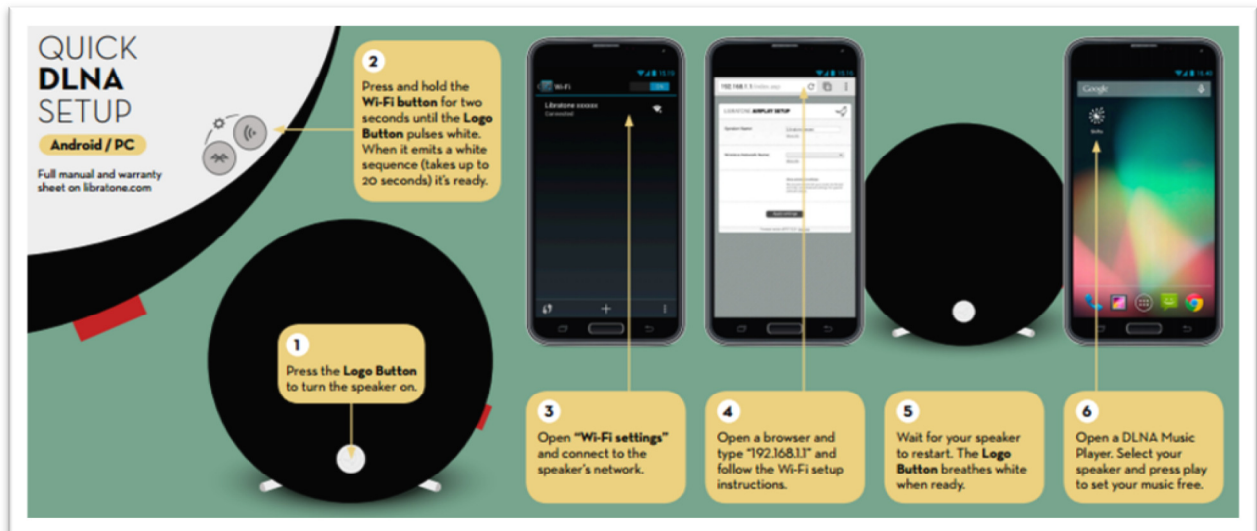 QUICK
DLNA
SETUP
Android / PC
Full manual and warranty
sheet on libratone.com
1
Press the Logo Button
to turn the speaker on.
2
Press and hold the
Wi-Fi button for two
seconds until the Logo
Button pulses white.
When it emits a white
sequence (takes up to
20 seconds) it's ready.
Wi-Fi
Libratone xxxxxx
Connected
3
Open "Wi-Fi settings"
and connect to the
speaker's network.
192.168.1.1/index.asp
LIBRATONE AIRPLAY SETUP
4
Open a browser and
type "192.168.1.1" and
follow the Wi-Fi setup
instructions.
5
Wait for your speaker
to restart. The Logo
Button breathes white
when ready.
Google
6
Open a DLNA Music
Player. Select your
speaker and press play
to set your music free.